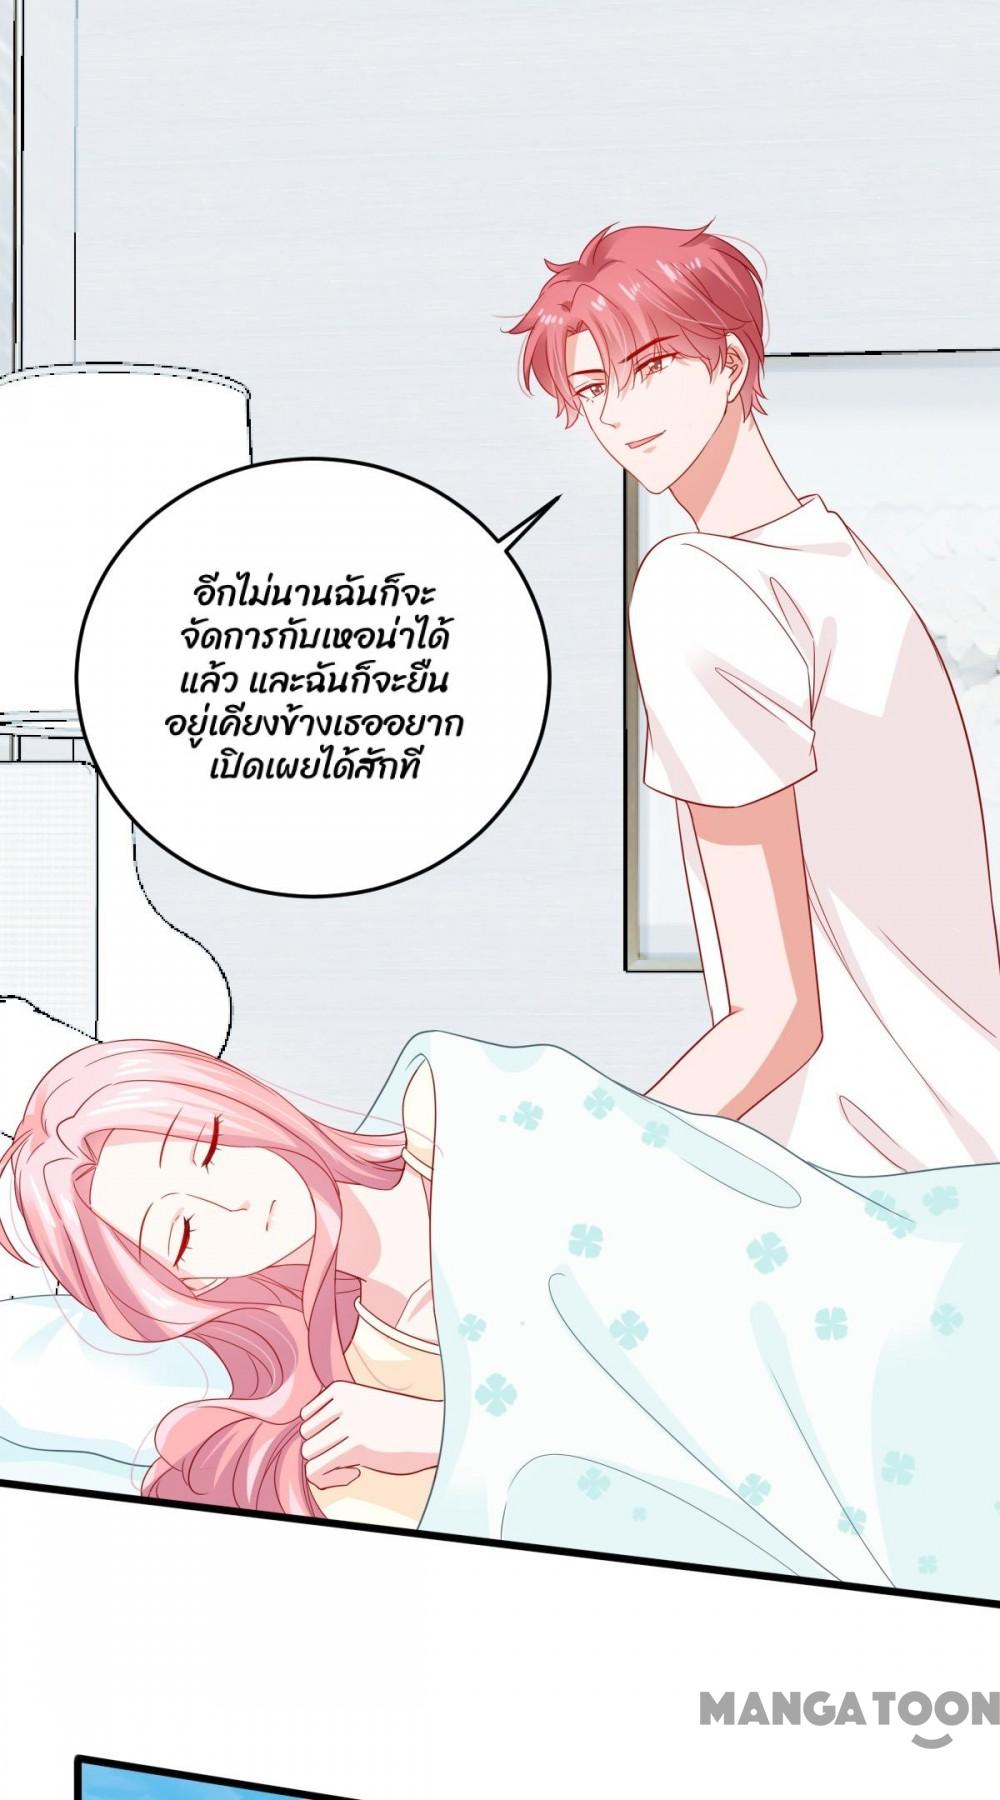 อีกไม่นานฉันก็จะ
จัดการกับเหอน่าได้
แล้ว และฉันก็จะยืน
อยู่เคียงข้างเธออยาก
เปิดเผยได้สักที
MANGATOON